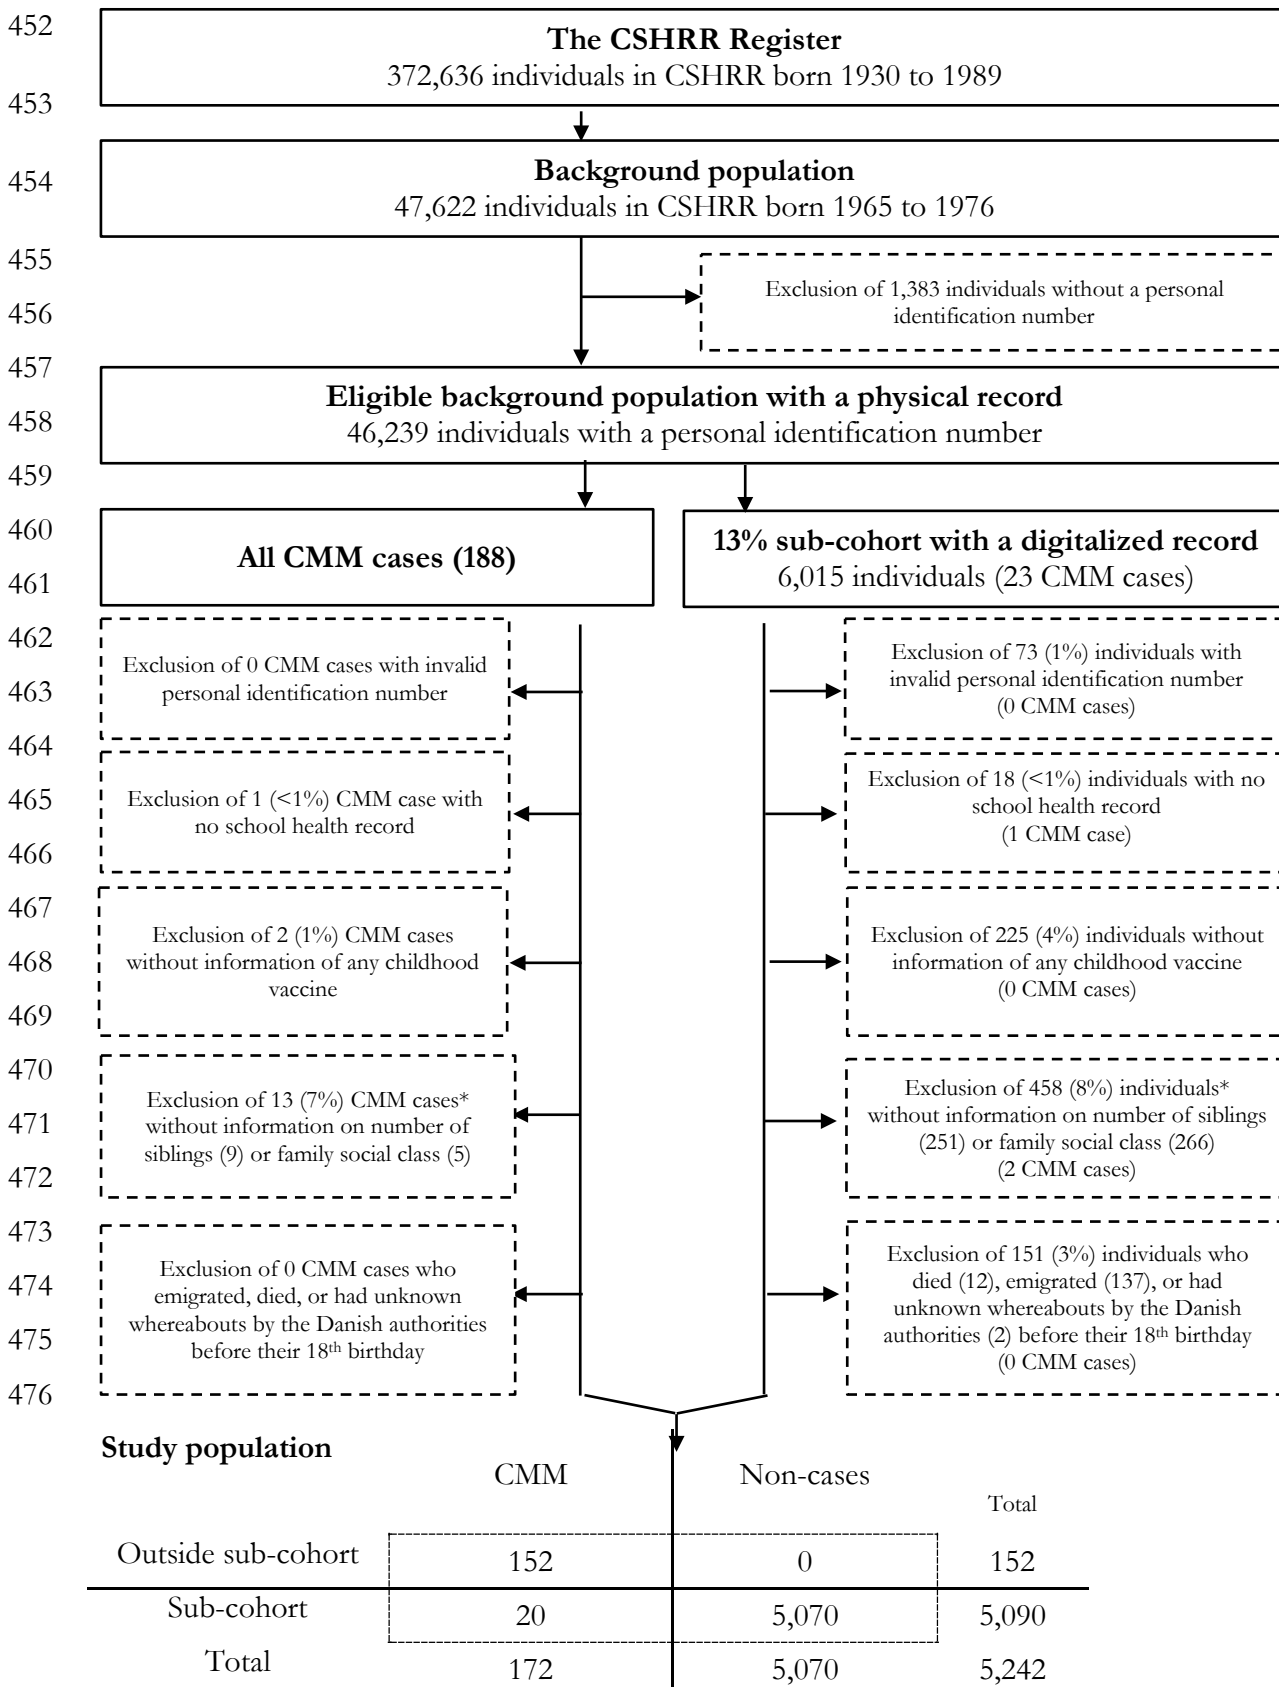 452
The CSHRR Register
372,636 individuals in CSHRR born 1930 to 1989
453
454
Background population
47,622 individuals in CSHRR born 1965 to 1976
455
Exclusion of 1,383 individuals without a personal
identification number
456
457
Eligible background population with a physical record
46,239 individuals with a personal identification number
458
459
460
All CMM cases (188)
13% sub-cohort with a digitalized record
6,015 individuals (23 CMM cases)
461
462
Exclusion of 0 CMM cases with invalid
personal identification number
Exclusion of 73 (1%) individuals with
invalid personal identification number
(0 CMM cases)
463
464
465
Exclusion of 1 (<1%) CMM case with
no school health record
Exclusion of 18 (<1%) individuals with no
school health record
(1 CMM case)
466
467
Exclusion of 2 (1%) CMM cases
without information of any childhood
vaccine
Exclusion of 225 (4%) individuals without
information of any childhood vaccine
(0 CMM cases)
468
469
470
Exclusion of 13 (7%) CMM cases*
without information on number of
siblings (9) or family social class (5)
Exclusion of 458 (8%) individuals*
without information on number of siblings
(251) or family social class (266)
(2 CMM cases)
471
472
473
Exclusion of 0 CMM cases who
emigrated, died, or had unknown
whereabouts by the Danish authorities
before their 18th birthday
Exclusion of 151 (3%) individuals who
died (12), emigrated (137), or had
unknown whereabouts by the Danish
authorities (2) before their 18th birthday
(0 CMM cases)
474
475
476
Study population
CMM Non-cases
Total
Outside sub-cohort 152 0 152
Sub-cohort 20 5,070 5,090
Total 172 5,070 5,242